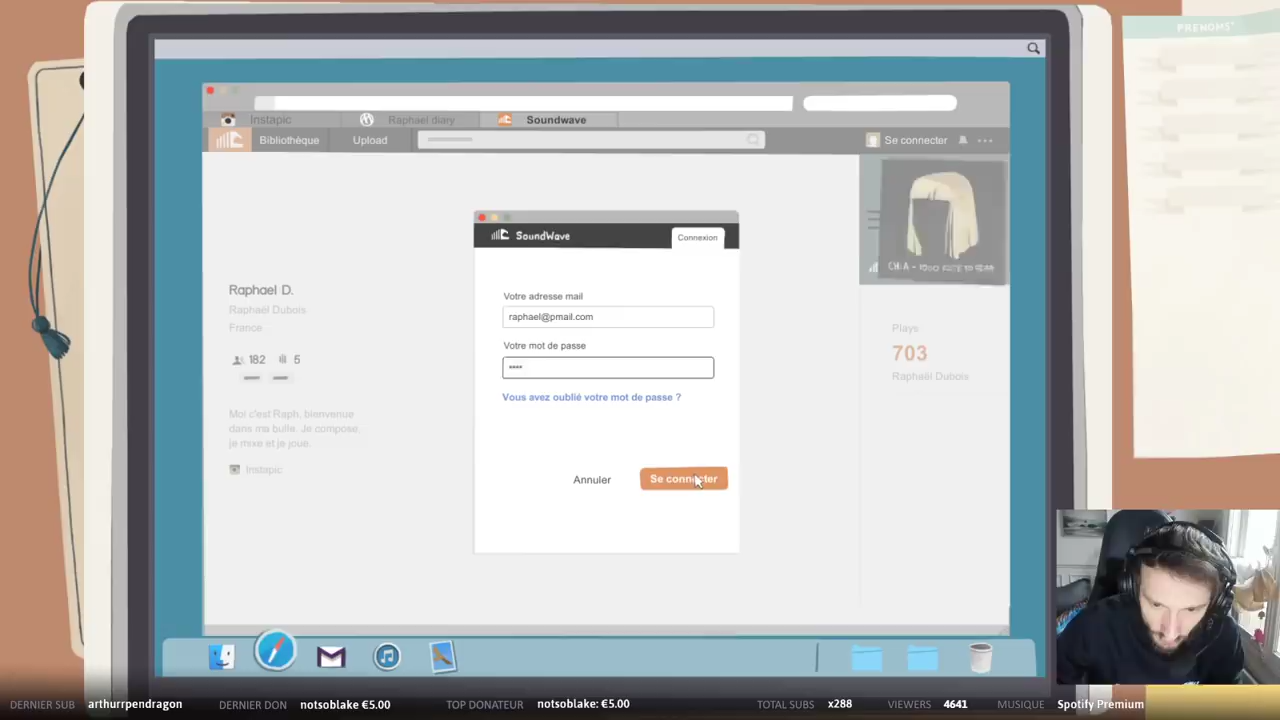 PRENOMS*
Instapic
Raphael diary
Soundwave
Bibliothèque
Upload
Se connecter
SoundWave
Connexion
Votre adresse mail
raphael@pmail.com
Votre mot de passe
****
Vous avez oublié votre mot de passe ?
Annuler
Se connecter
Raphael D.
Raphaël Dubois
France
182
5
Moi c'est Raph, bienvenue
dans ma bulle. Je compose,
je mixe et je joue.
Instapic
Plays
703
Raphaël Dubois
DERNIER SUB arthurrpendragon DERNIER DON notsoblake €5.00 TOP DONATEUR notsoblake: €5.00 TOTAL SUBS x288 VIEWERS 4641 MUSIQUE Spotify Premium